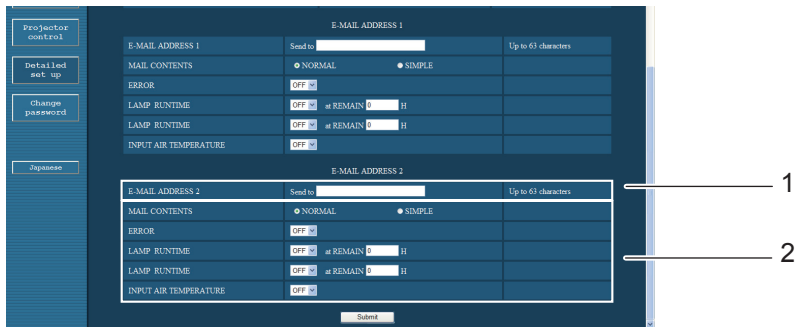 Projector
control
Detailed
set up
Change
password
Japanese
E-MAIL ADDRESS 1
E-MAIL ADDRESS 1 Send to Up to 63 characters
MAIL CONTENTS NORMAL SIMPLE
ERROR OFF
LAMP RUNTIME OFF at REMAIN 0 H
LAMP RUNTIME OFF at REMAIN 0 H
INPUT AIR TEMPERATURE OFF
E-MAIL ADDRESS 2
E-MAIL ADDRESS 2 Send to Up to 63 characters 1
MAIL CONTENTS NORMAL SIMPLE
ERROR OFF
LAMP RUNTIME OFF at REMAIN 0 H 2
LAMP RUNTIME OFF at REMAIN 0 H
INPUT AIR TEMPERATURE OFF
Submit